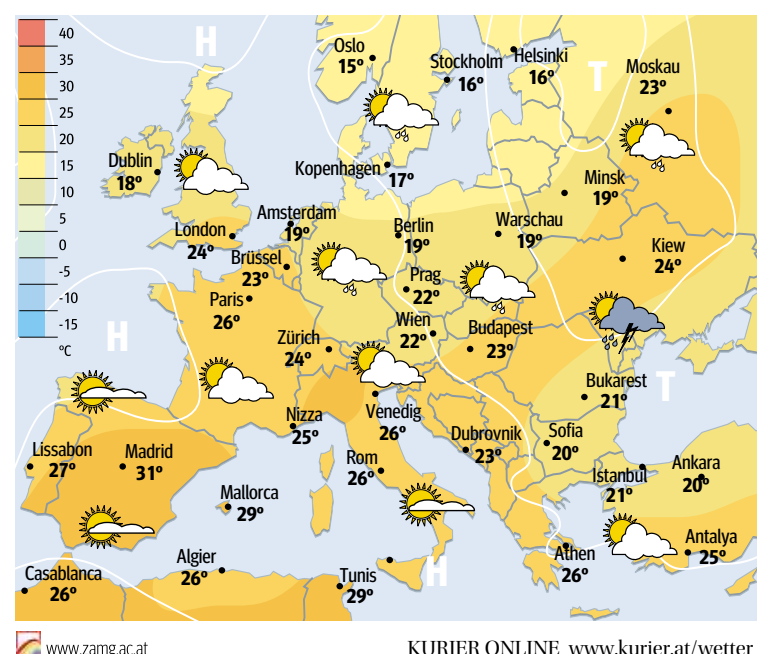 40
35
30
25
20
15
10
5
0
-5
-10
-15
°C
H
Oslo
15°
Stockholm
16°
Helsinki
16°
T
Moskau
23°
Dublin
18°
Kopenhagen
17°
Minsk
19°
London
24°
Amsterdam
19°
Berlin
19°
Warschau
19°
Brüssel
23°
Kiew
24°
Paris
26°
Prag
22°
H
Zürich
24°
Wien
22°
Budapest
23°
Bukarest
21°
T
Nizza
25°
Venedig
26°
Dubrovnik
23°
Sofia
20°
Lissabon
27°
Madrid
31°
Rom
26°
Istanbul
21°
Ankara
20°
Mallorca
29°
Antalya
25°
Athen
26°
Casablanca
26°
Algier
26°
Tunis
29°
H
www.zamg.ac.at
KURIER ONLINE www.kurier.at/wetter